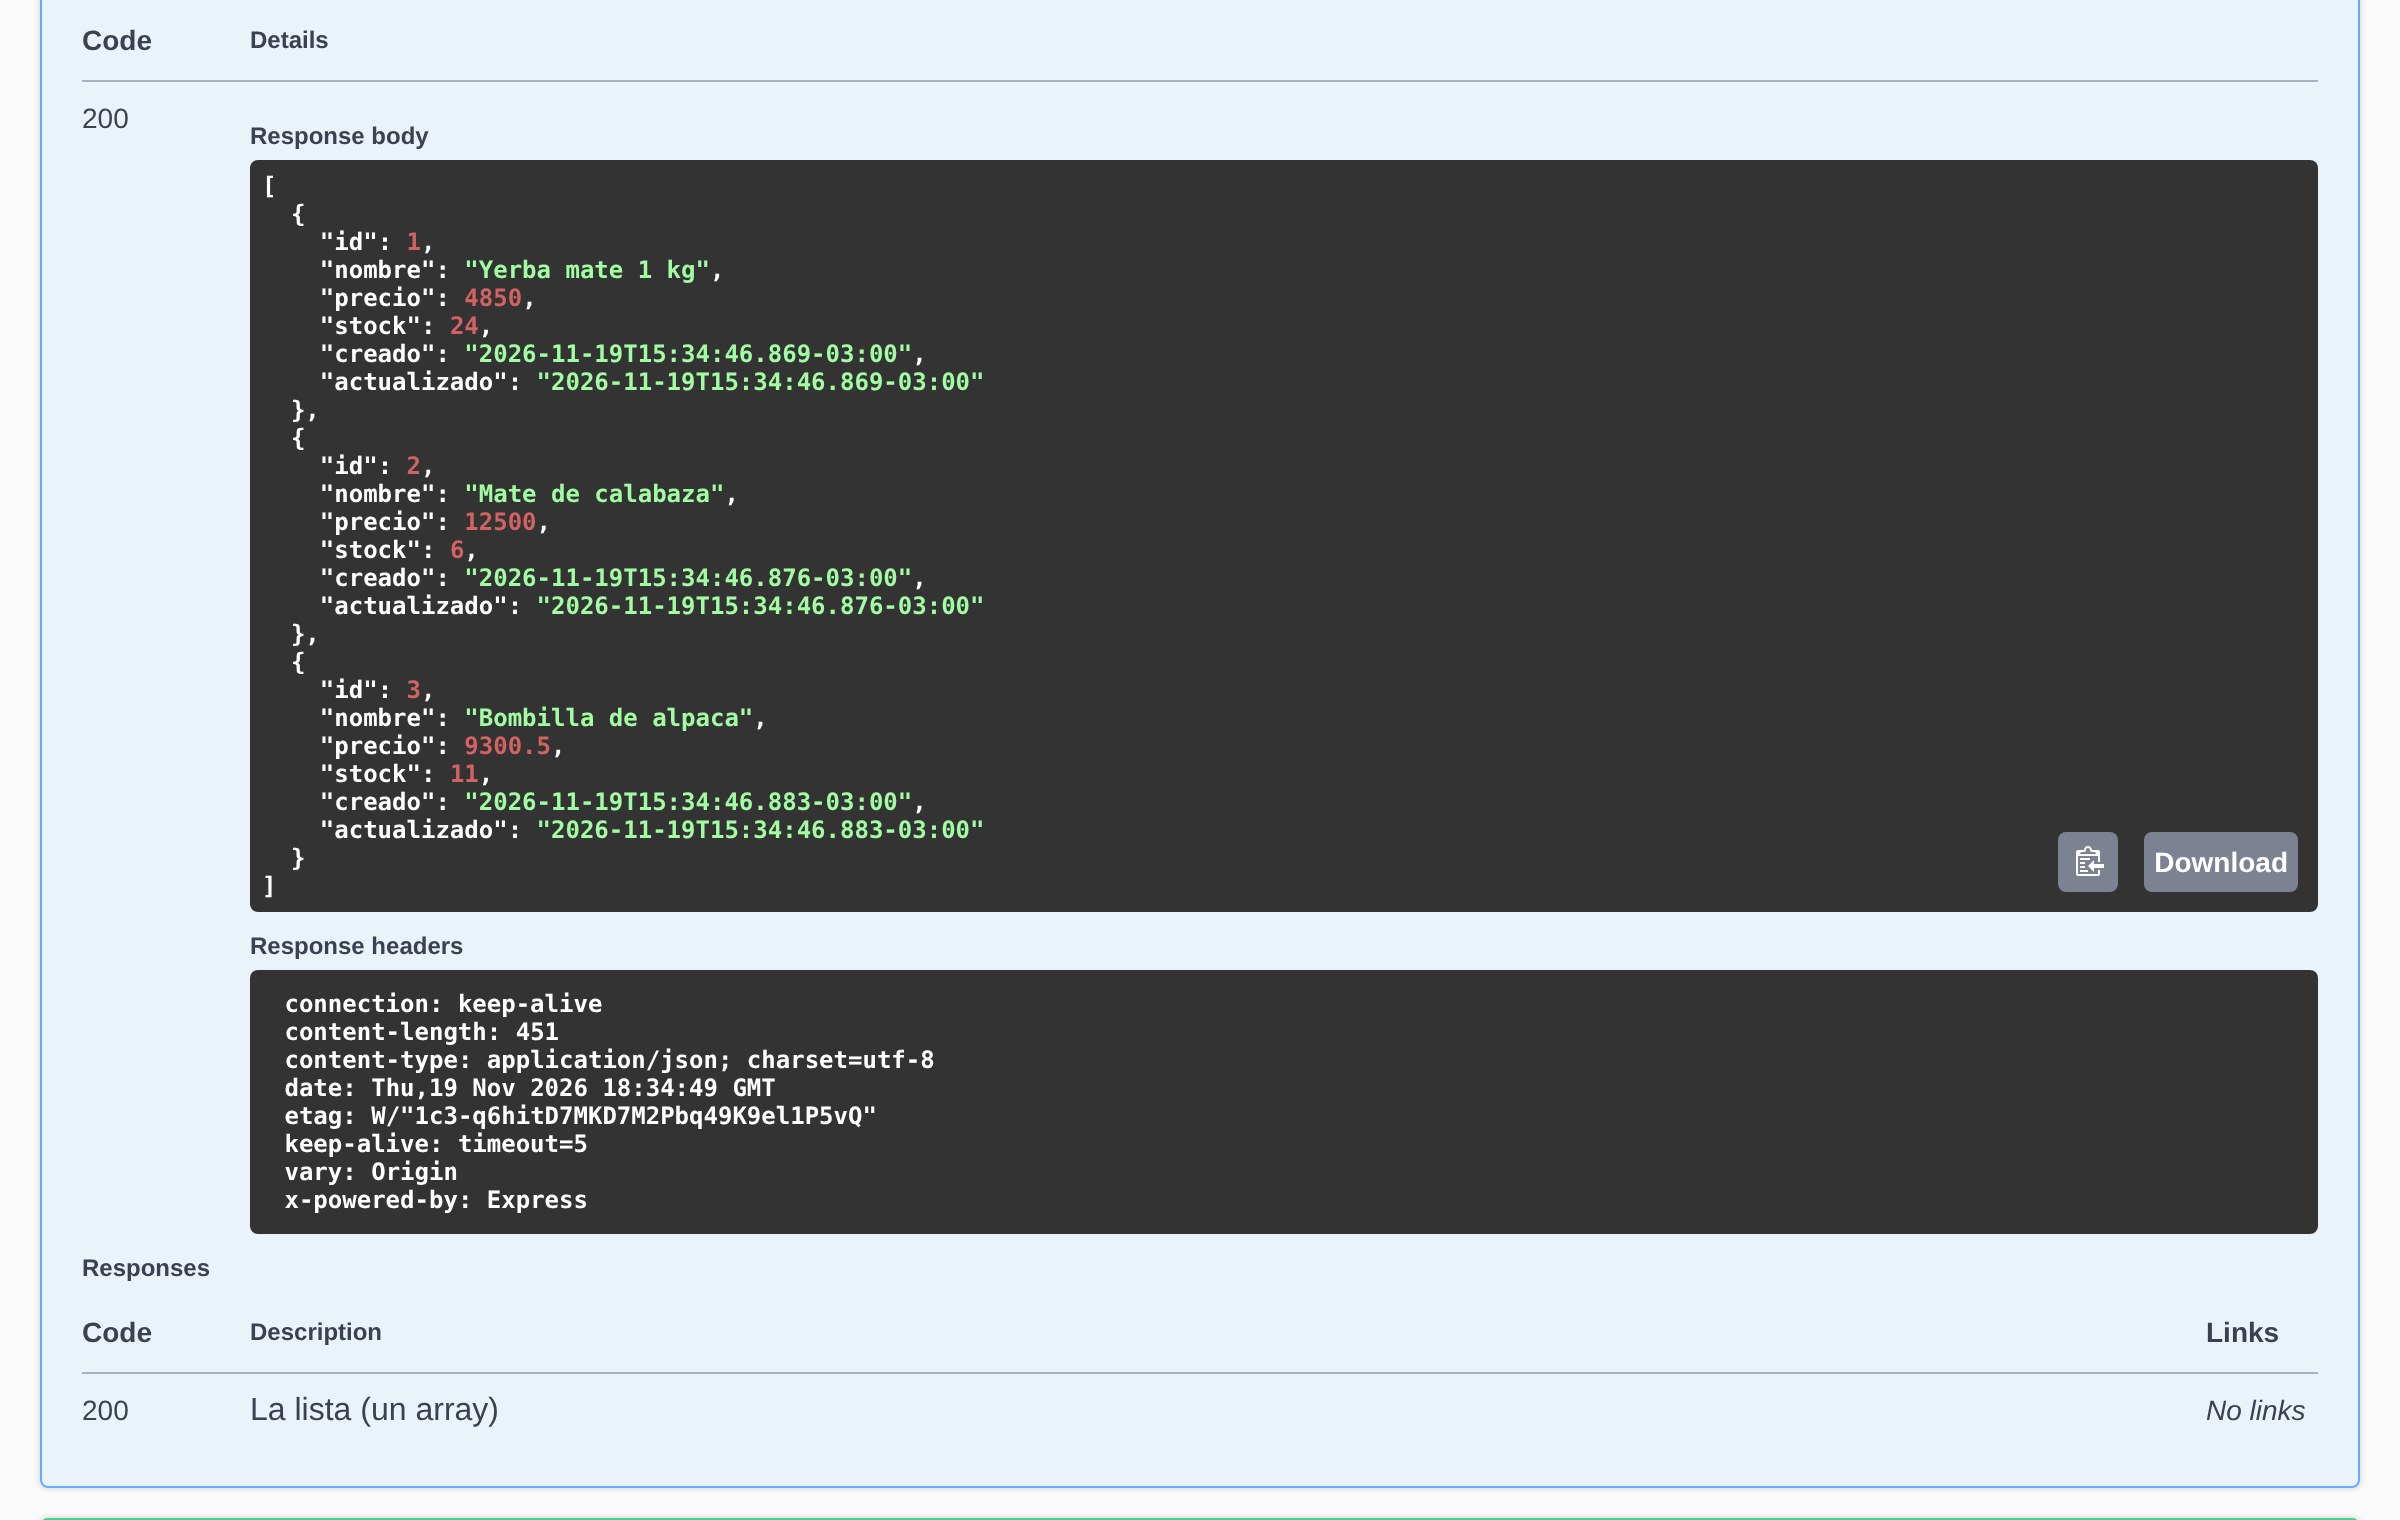 Code Details
200
Response body
[
  {
    "id": 1,
    "nombre": "Yerba mate 1 kg",
    "precio": 4850,
    "stock": 24,
    "creado": "2026-11-19T15:34:46.869-03:00",
    "actualizado": "2026-11-19T15:34:46.869-03:00"
  },
  {
    "id": 2,
    "nombre": "Mate de calabaza",
    "precio": 12500,
    "stock": 6,
    "creado": "2026-11-19T15:34:46.876-03:00",
    "actualizado": "2026-11-19T15:34:46.876-03:00"
  },
  {
    "id": 3,
    "nombre": "Bombilla de alpaca",
    "precio": 9300.5,
    "stock": 11,
    "creado": "2026-11-19T15:34:46.883-03:00",
    "actualizado": "2026-11-19T15:34:46.883-03:00"
  }
]
Download
Response headers
connection: keep-alive
content-length: 451
content-type: application/json; charset=utf-8
date: Thu,19 Nov 2026 18:34:49 GMT
etag: W/"1c3-q6hitD7MKD7M2Pbq49K9el1P5vQ"
keep-alive: timeout=5
vary: Origin
x-powered-by: Express
Responses
Code Description Links
200 La lista (un array) No links